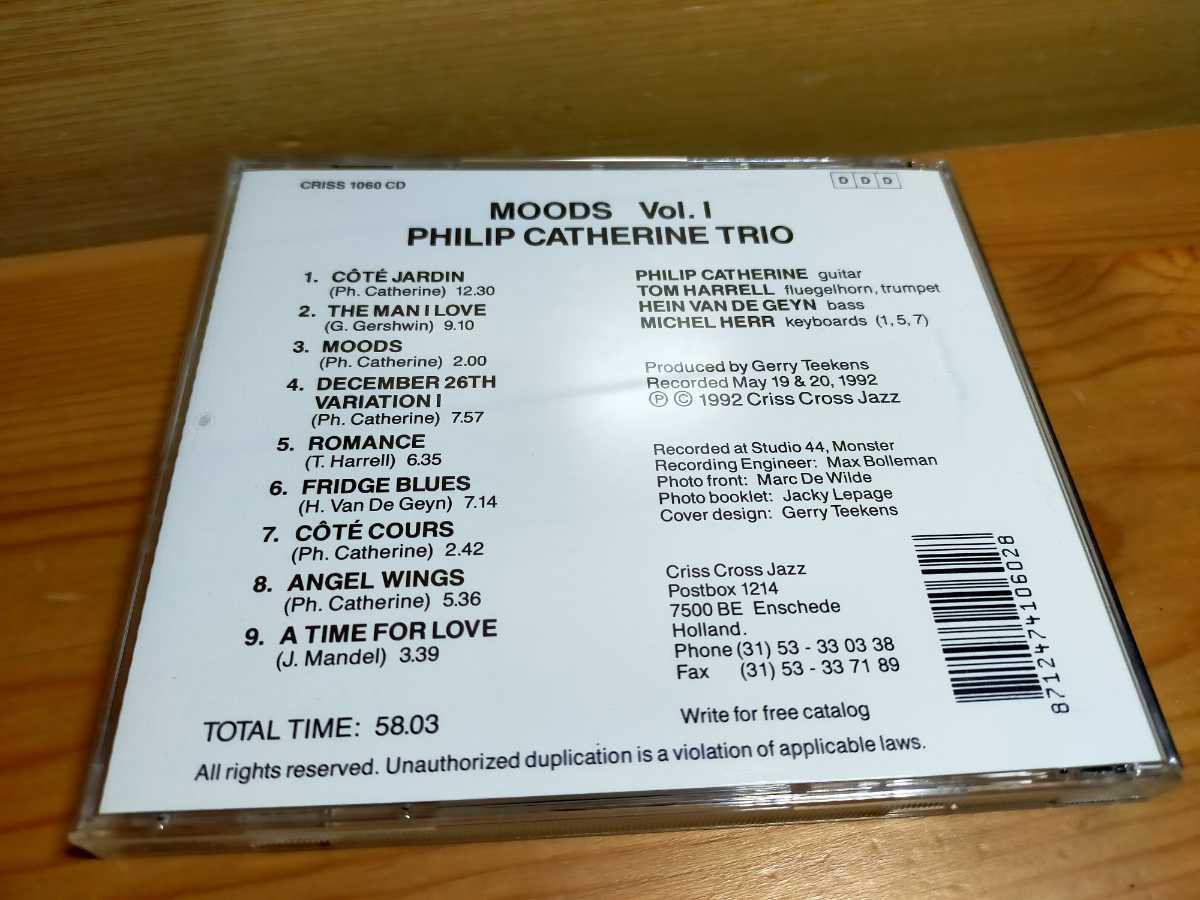 CRISS 1060 CD
D D D
MOODS Vol. I
PHILIP CATHERINE TRIO
1. CÔTÉ JARDIN
(Ph. Catherine) 12.30
2. THE MAN I LOVE
(G. Gershwin) 9.10
3. MOODS
(Ph. Catherine) 2.00
4. DECEMBER 26TH
VARIATION I
(Ph. Catherine) 7.57
5. ROMANCE
(T. Harrell) 6.35
6. FRIDGE BLUES
(H. Van De Geyn) 7.14
7. CÔTÉ COURS
(Ph. Catherine) 2.42
8. ANGEL WINGS
(Ph. Catherine) 5.36
9. A TIME FOR LOVE
(J. Mandel) 3.39
TOTAL TIME: 58.03
PHILIP CATHERINE guitar
TOM HARRELL fluegelhorn, trumpet
HEIN VAN DE GEYN bass
MICHEL HERR keyboards (1, 5, 7)
Produced by Gerry Teekens
Recorded May 19 & 20, 1992
℗ © 1992 Criss Cross Jazz
Recorded at Studio 44, Monster
Recording Engineer: Max Bolleman
Photo front: Marc De Wilde
Photo booklet: Jacky Lepage
Cover design: Gerry Teekens
Criss Cross Jazz
Postbox 1214
7500 BE Enschede
Holland.
Phone (31) 53 - 33 03 38
Fax (31) 53 - 33 71 89
Write for free catalog
8712474106028
All rights reserved. Unauthorized duplication is a violation of applicable laws.